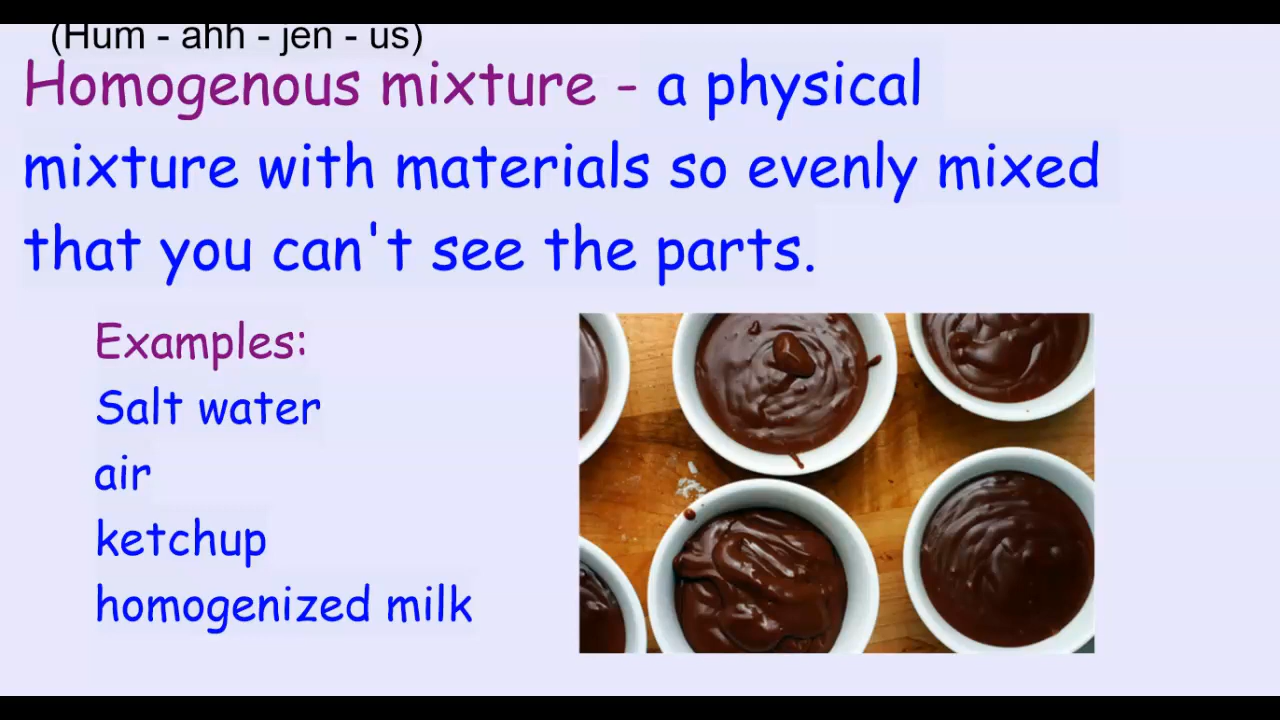 (Hum - ahh - jen - us)
Homogenous mixture - a physical
mixture with materials so evenly mixed
that you can't see the parts.
Examples:
Salt water
air
ketchup
homogenized milk